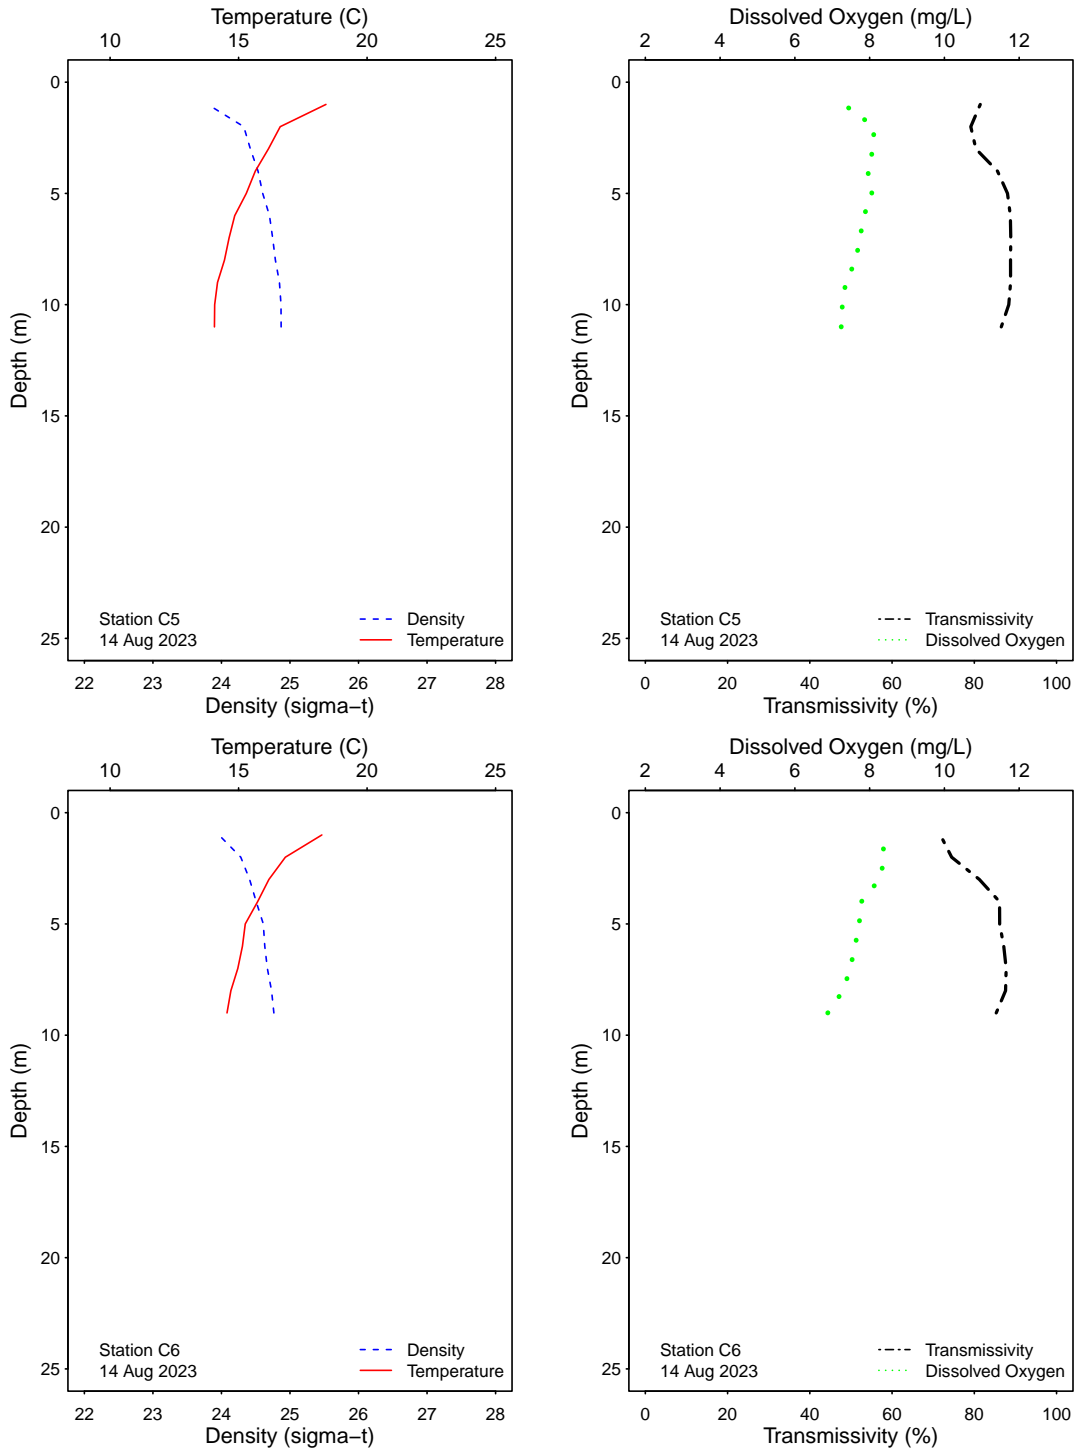 Temperature (C)
10 15 20 25
0
5
10
15
20
25
Depth (m)
Station C5
14 Aug 2023
Density
Temperature
22 23 24 25 26 27 28
Density (sigma−t)
Dissolved Oxygen (mg/L)
2 4 6 8 10 12
0
5
10
15
20
25
Depth (m)
Station C5
14 Aug 2023
Transmissivity
Dissolved Oxygen
0 20 40 60 80 100
Transmissivity (%)
Temperature (C)
10 15 20 25
0
5
10
15
20
25
Depth (m)
Station C6
14 Aug 2023
Density
Temperature
22 23 24 25 26 27 28
Density (sigma−t)
Dissolved Oxygen (mg/L)
2 4 6 8 10 12
0
5
10
15
20
25
Depth (m)
Station C6
14 Aug 2023
Transmissivity
Dissolved Oxygen
0 20 40 60 80 100
Transmissivity (%)